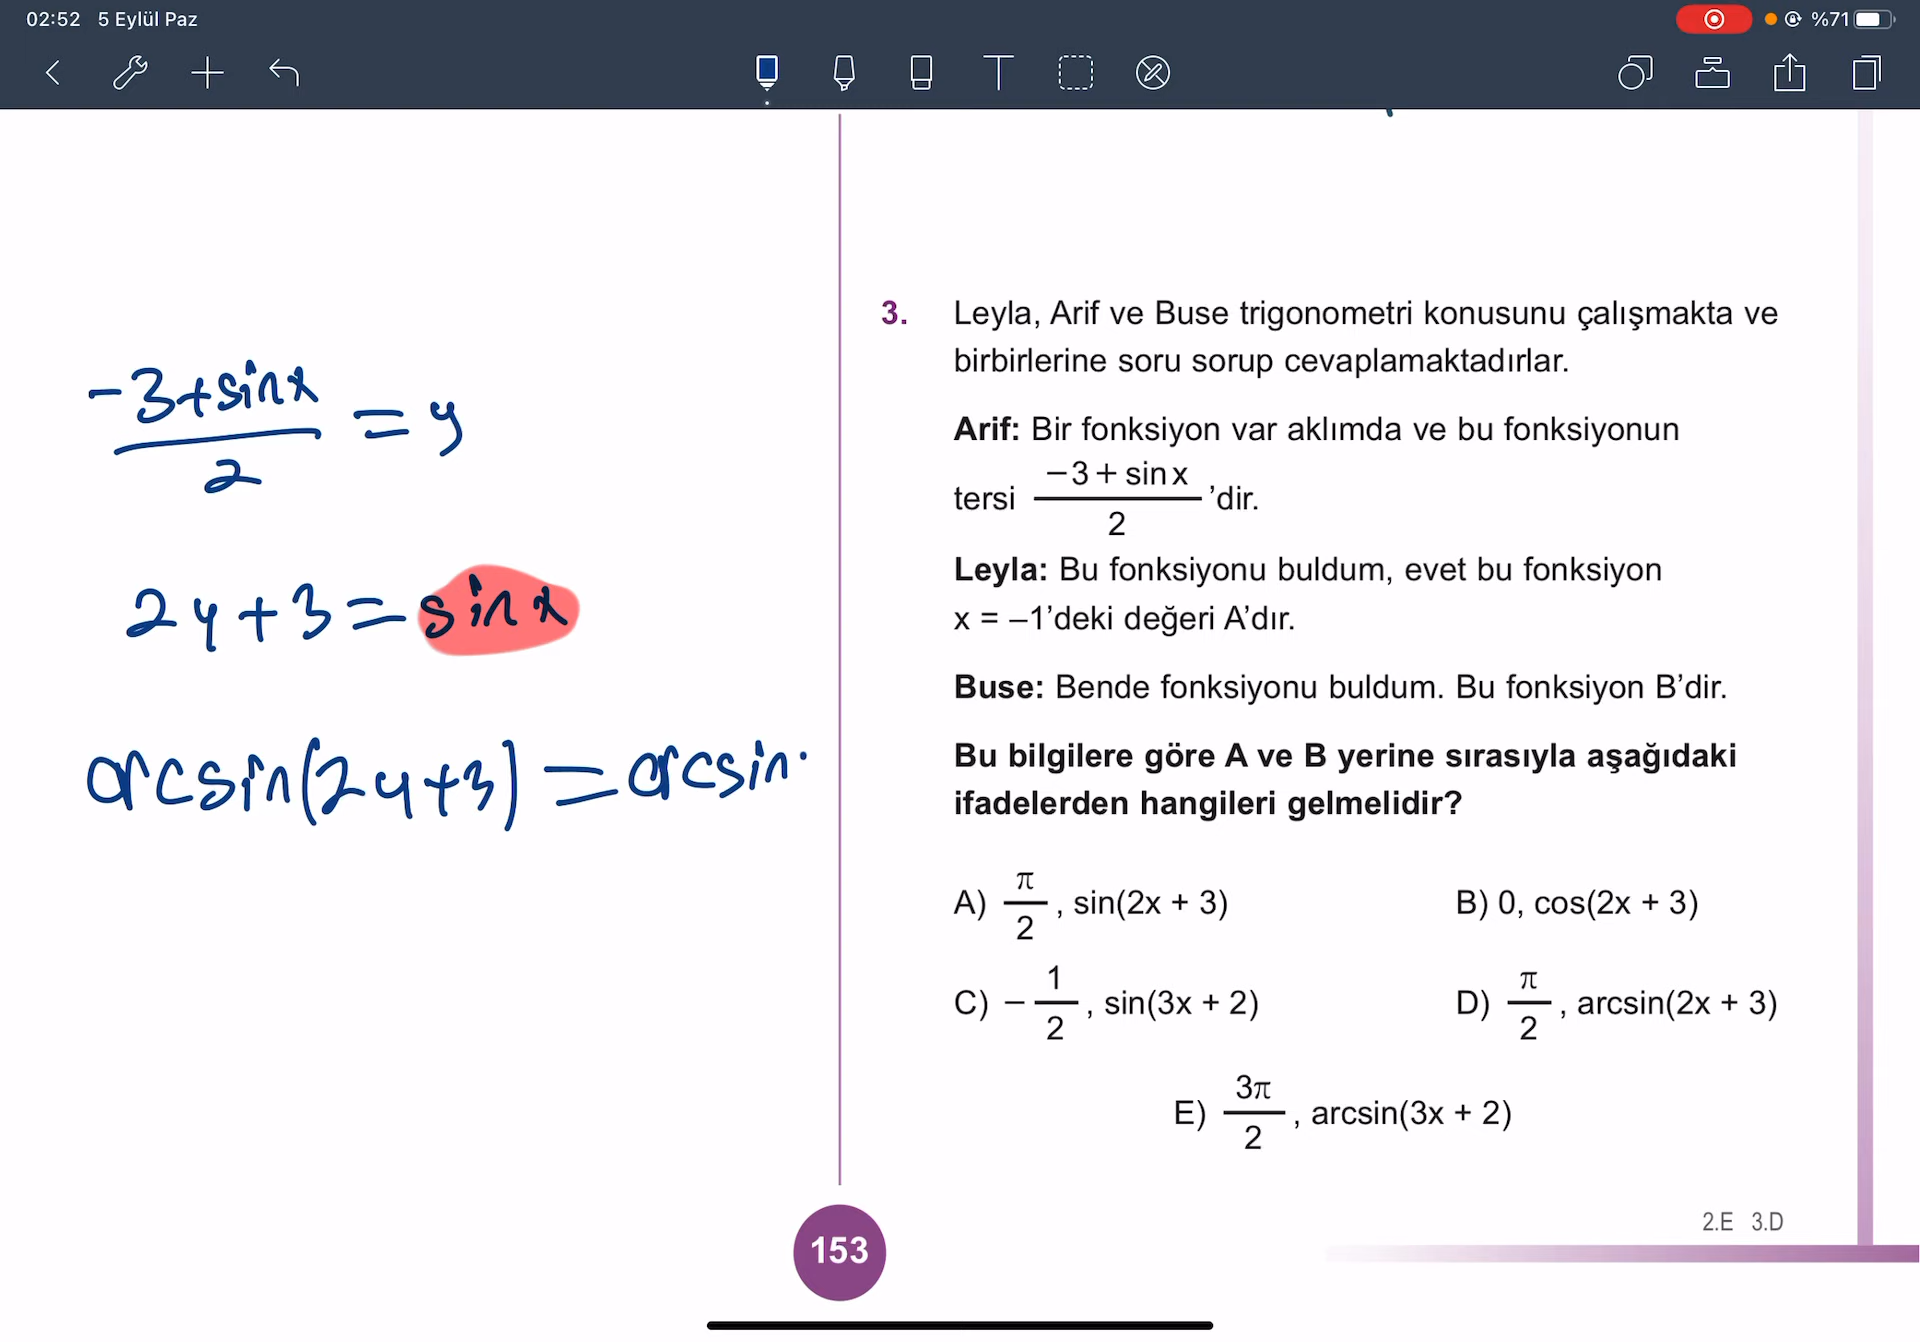 02:52 5 Eylül Paz
%71
-3+sinx
2
=y
2y+3=sinx
arcsin(2y+3)=arcsin
3. Leyla, Arif ve Buse trigonometri konusunu çalışmakta ve
birbirlerine soru sorup cevaplamaktadırlar.
Arif: Bir fonksiyon var aklımda ve bu fonksiyonun
tersi −3 + sin x / 2 ’dir.
Leyla: Bu fonksiyonu buldum, evet bu fonksiyon
x = –1’deki değeri A’dır.
Buse: Bende fonksiyonu buldum. Bu fonksiyon B’dir.
Bu bilgilere göre A ve B yerine sırasıyla aşağıdaki
ifadelerden hangileri gelmelidir?
A) π/2 , sin(2x + 3)
B) 0, cos(2x + 3)
C) − 1/2 , sin(3x + 2)
D) π/2 , arcsin(2x + 3)
E) 3π/2 , arcsin(3x + 2)
2.E 3.D
153